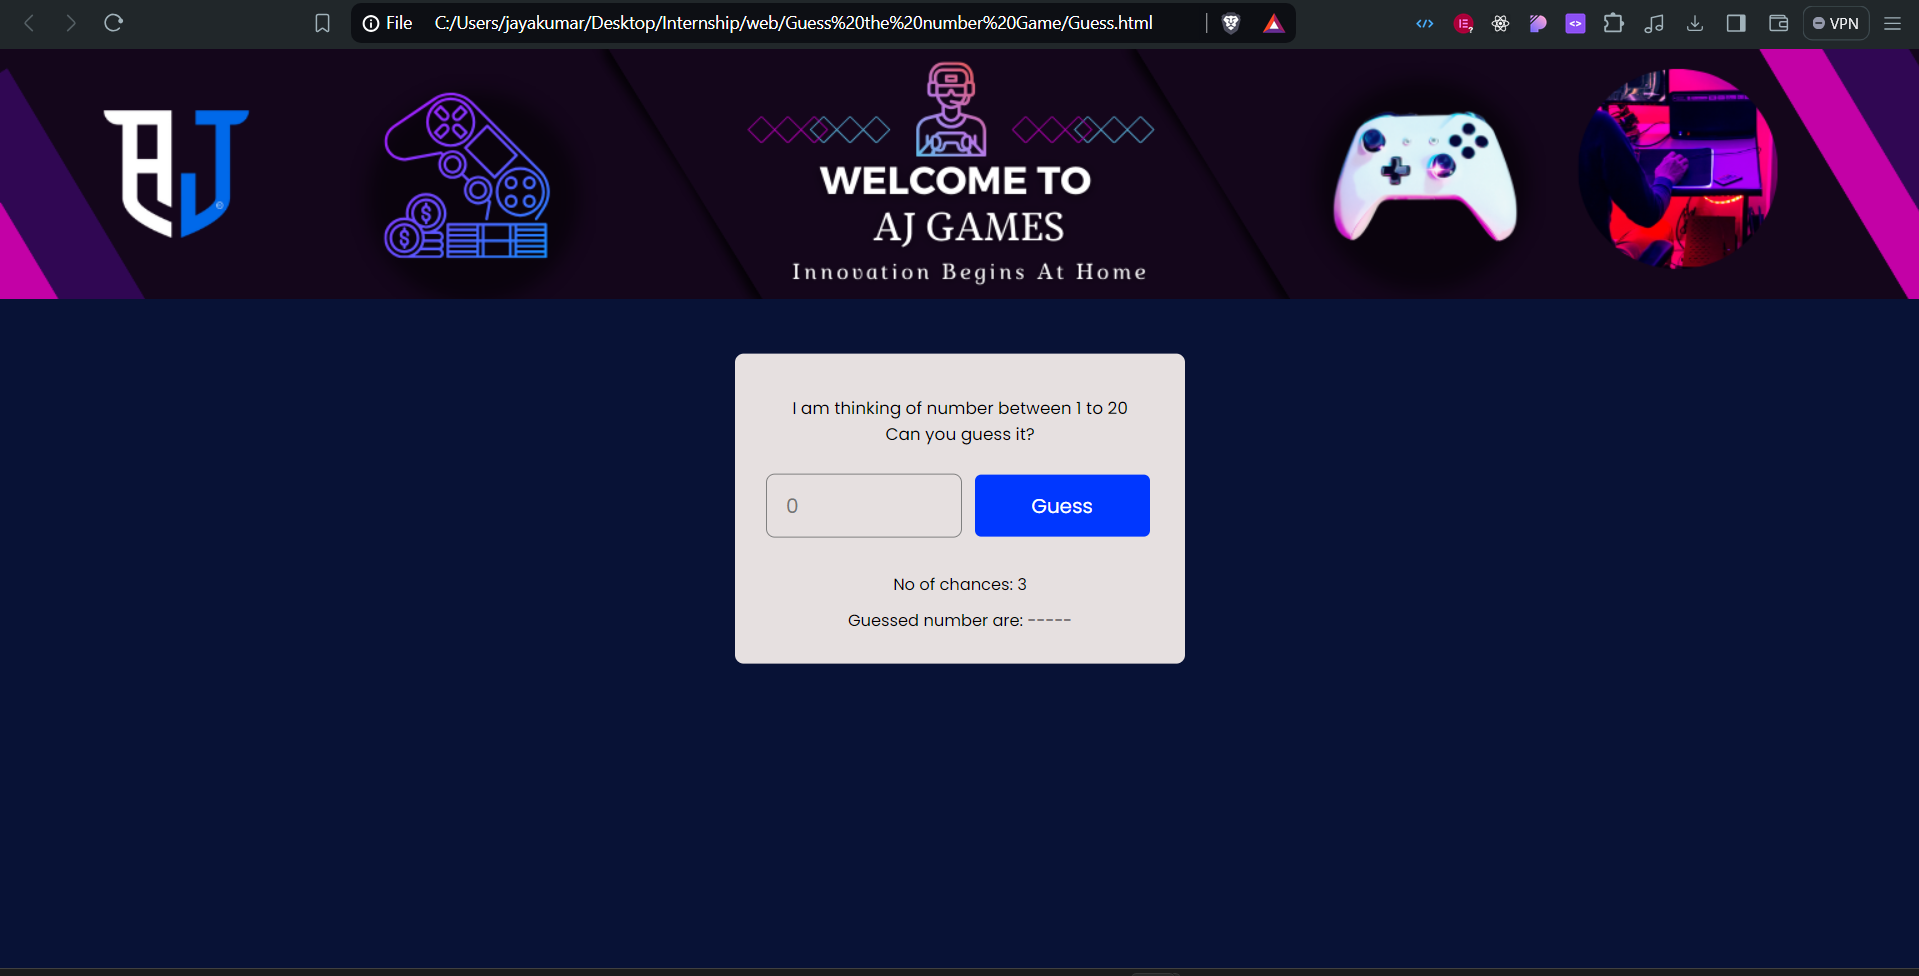 File C:/Users/jayakumar/Desktop/Internship/web/Guess%20the%20number%20Game/Guess.html
VPN
AJ
WELCOME TO
AJ GAMES
Innovation Begins At Home
I am thinking of number between 1 to 20
Can you guess it?
0
Guess
No of chances: 3
Guessed number are: -----